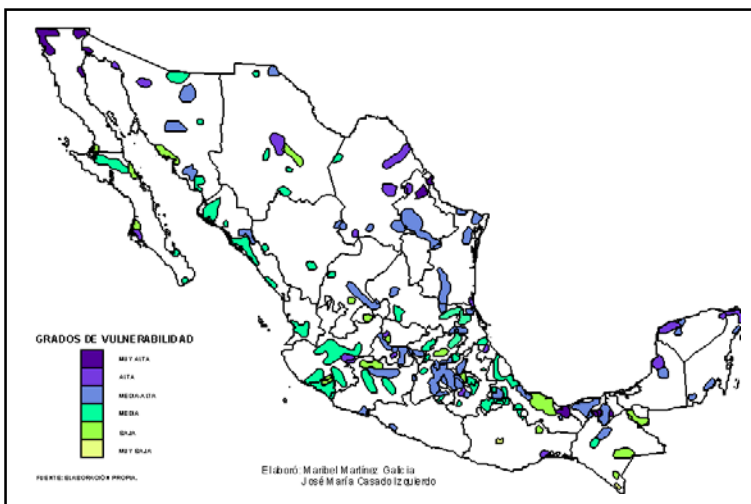 GRADOS DE VULNERABILIDAD
MUY ALTA
ALTA
MEDIA ALTA
MEDIA
BAJA
MUY BAJA
FUENTE: ELABORACIÓN PROPIA.
Elaboró: Maribel Martínez Galicia
José María Casado Izquierdo